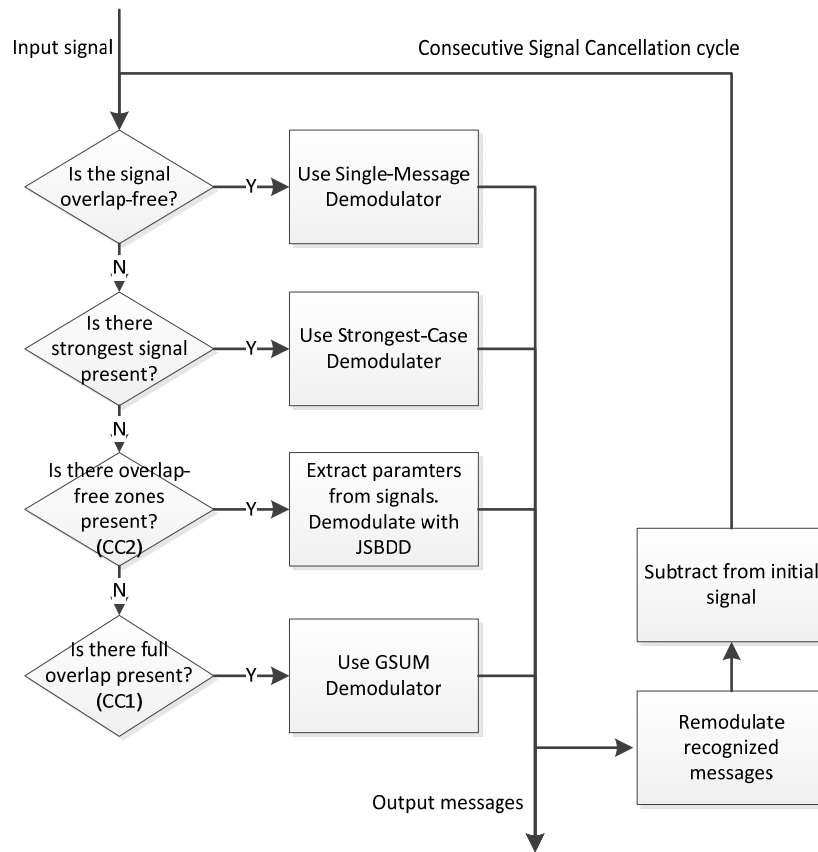 Input signal
Consecutive Signal Cancellation cycle
Is the signal
overlap-free?
Y
Use Single-Message
Demodulator
N
Is there
strongest signal
present?
Y
Use Strongest-Case
Demodulater
N
Is there overlap-
free zones
present?
(CC2)
Y
Extract paramters
from signals.
Demodulate with
JSBDD
N
Is there full
overlap present?
(CC1)
Y
Use GSUM
Demodulator
Subtract from initial
signal
Remodulate
recognized
messages
Output messages